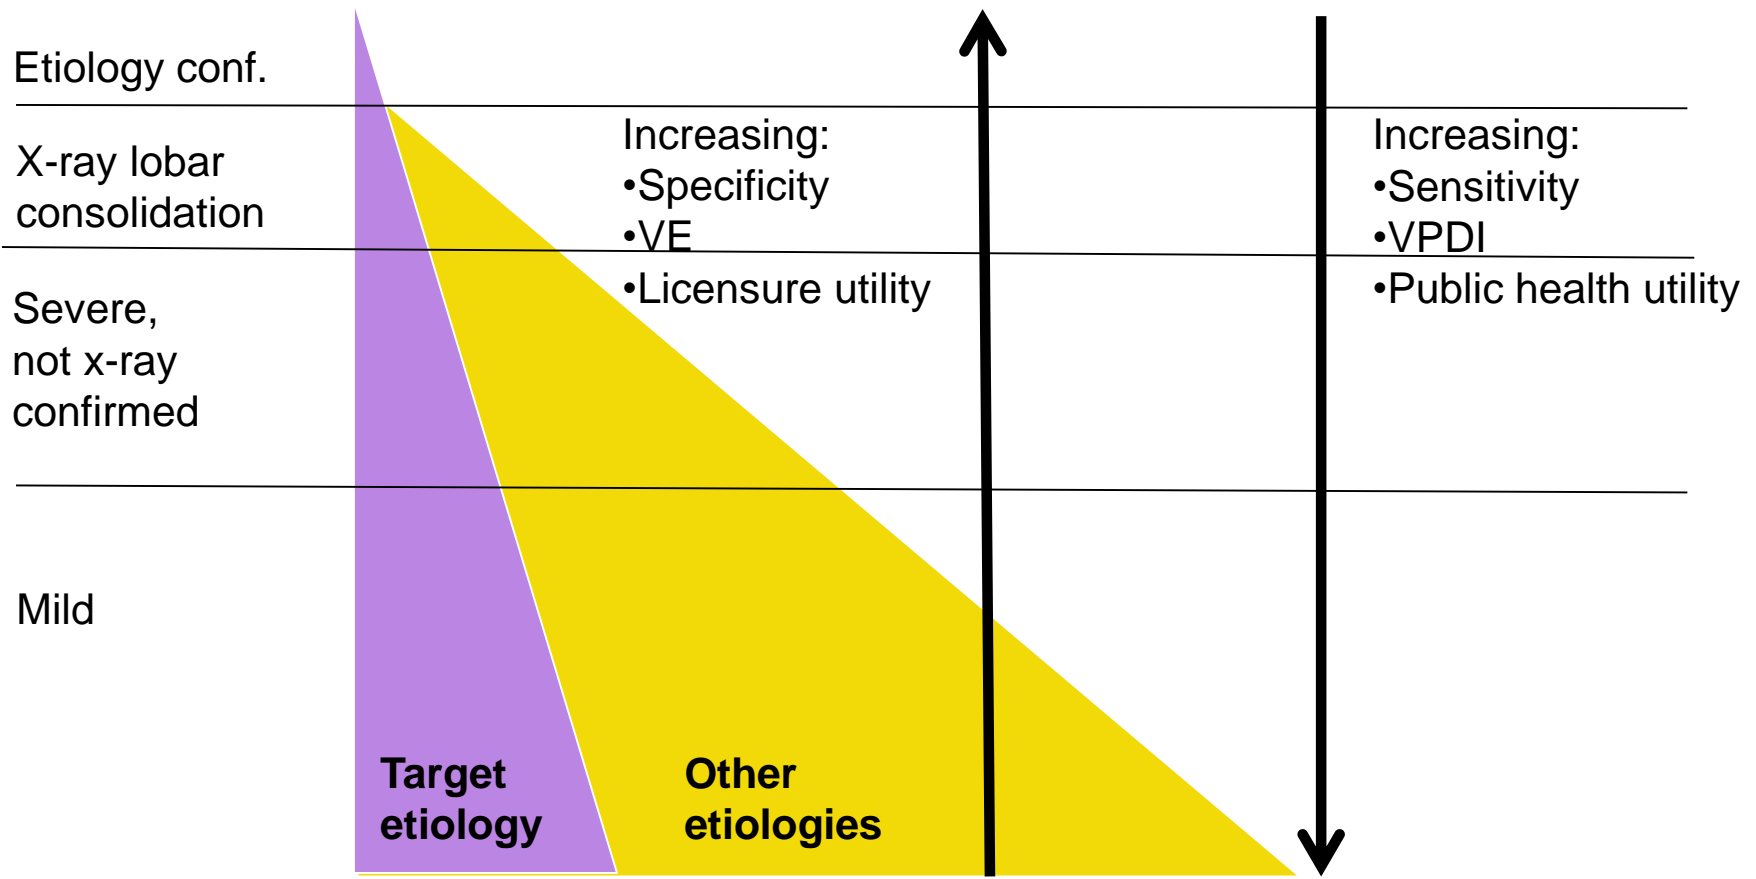 Etiology conf.
X-ray lobar
consolidation
Severe,
not x-ray
confirmed
Mild
Increasing:
•Specificity
•VE
•Licensure utility
Increasing:
•Sensitivity
•VPDI
•Public health utility
Target
etiology
Other
etiologies